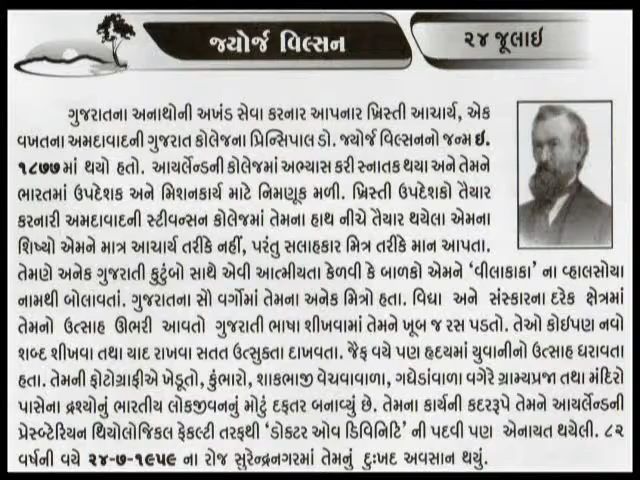 જ્યોર્જ વિલ્સન
૨૪ જૂલાઇ
ગુજરાતના અનાથોની અખંડ સેવા કરનાર આપનાર ખ્રિસ્તી આચાર્ય, એક
વખતના અમદાવાદની ગુજરાત કોલેજના પ્રિન્સિપાલ ડો. જ્યોર્જ વિલ્સનનો જન્મ ઇ.
૧૮૭૭ માં થયો હતો. આયર્લેન્ડની કોલેજમાં અભ્યાસ કરી સ્નાતક થયા અને તેમને
ભારતમાં ઉપદેશક અને મિશનકાર્ય માટે નિમણૂક મળી. ખ્રિસ્તી ઉપદેશકો તૈયાર
કરનારી અમદાવાદની સ્ટીવન્સન કોલેજમાં તેમના હાથ નીચે તૈયાર થયેલા એમના
શિષ્યો એમને માત્ર આચાર્ય તરીકે નહીં, પરંતુ સલાહકાર મિત્ર તરીકે માન આપતા.
તેમણે અનેક ગુજરાતી કુટુંબો સાથે એવી આત્મીયતા કેળવી કે બાળકો એમને ‘વીલાકાકા’ ના વ્હાલસોયા
નામથી બોલાવતાં. ગુજરાતના સૌ વર્ગોમાં તેમના અનેક મિત્રો હતા. વિદ્યા અને સંસ્કારના દરેક ક્ષેત્રમાં
તેમનો ઉત્સાહ ઊભરી આવતો ગુજરાતી ભાષા શીખવામાં તેમને ખૂબ જ રસ પડતો. તેઓ કોઇપણ નવો
શબ્દ શીખવા તથા યાદ રાખવા સતત ઉત્સુકતા દાખવતા. જૈફ વયે પણ હૃદયમાં યુવાનીનો ઉત્સાહ ધરાવતા
હતા. તેમની ફોટોગ્રાફીએ ખેડૂતો, કુંભારો, શાકભાજી વેચવાવાળા, ગધેડાંવાળા વગેરે ગ્રામ્યપ્રજા તથા મંદિરો
પાસેના દ્રશ્યોનું ભારતીય લોકજીવનનું મોટું દફતર બનાવ્યું છે. તેમના કાર્યની કદરરૂપે તેમને આયર્લેન્ડની
પ્રેસ્બ્ટેરિયન થિયોલોજિકલ ફેકલ્ટી તરફથી ‘ડોકટર ઓવ ડિવિનિટિ’ ની પદવી પણ એનાયત થયેલી. ૮૨
વર્ષની વયે ૨૪-૭-૧૯૫૯ ના રોજ સુરેન્દ્રનગરમાં તેમનું દુઃખદ અવસાન થયું.